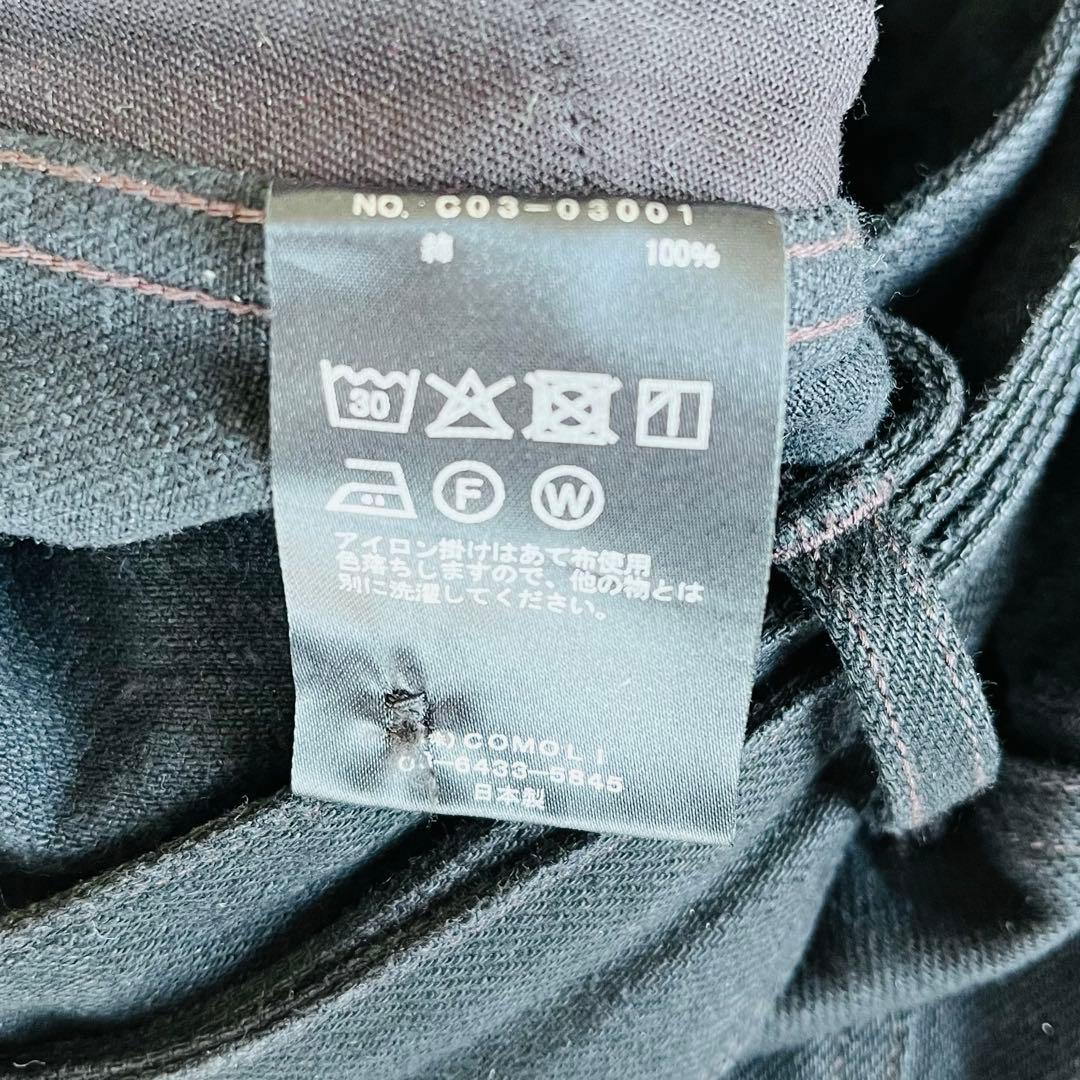 NO. C03-03001
綿 100%
30
F W
アイロン掛けはあて布使用
色落ちしますので、他の物とは
別に洗濯してください。
COMOLI
6433-5845
日本製